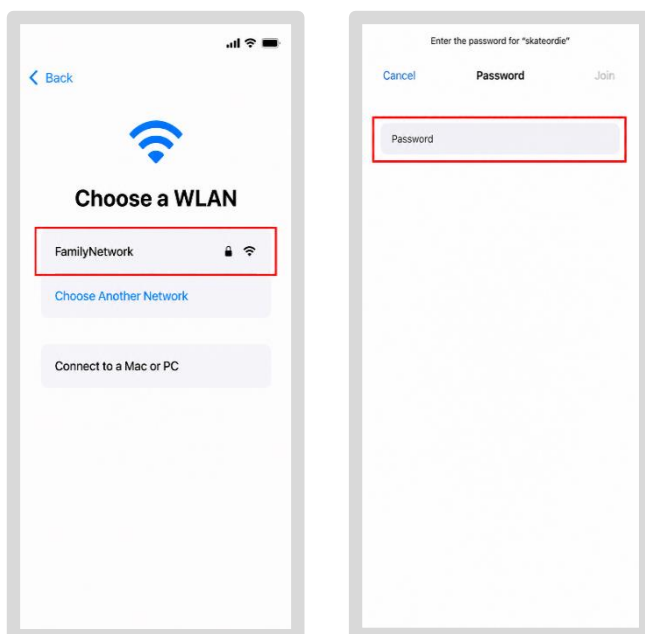 Back
Choose a WLAN
FamilyNetwork
Choose Another Network
Connect to a Mac or PC
Enter the password for “skateordie”
Cancel Password Join
Password